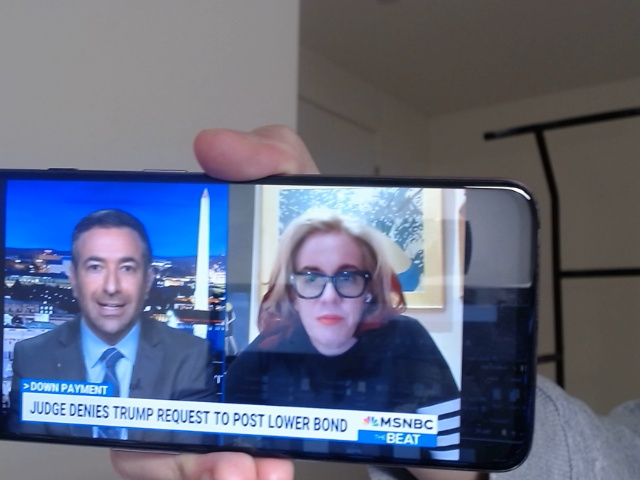 > DOWN PAYMENT
JUDGE DENIES TRUMP REQUEST TO POST LOWER BOND
MSNBC
THE BEAT